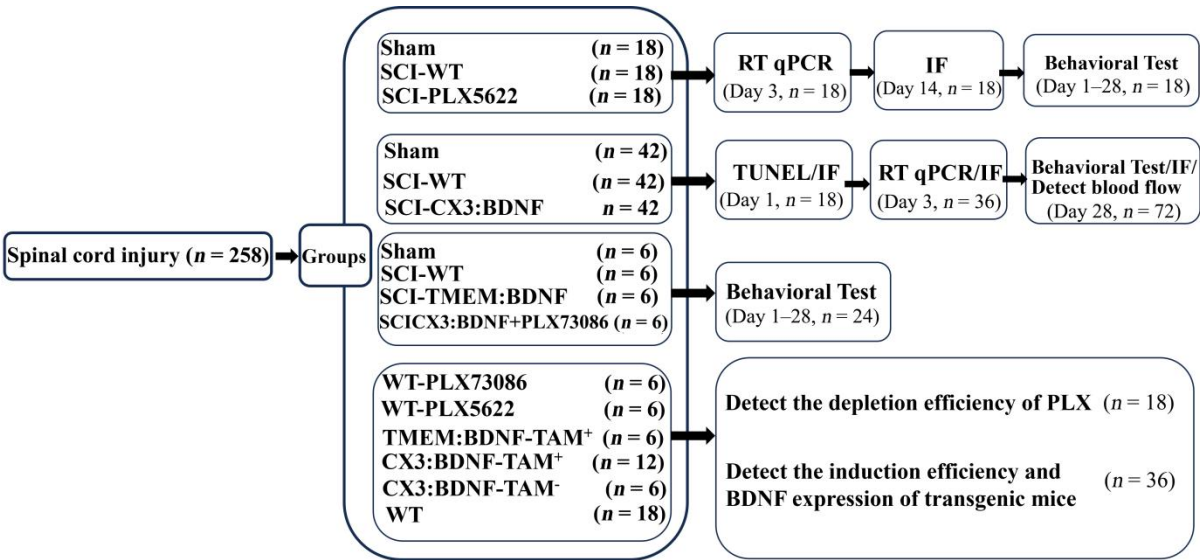 Spinal cord injury (n = 258)
Groups
Sham (n = 18)
SCI-WT (n = 18)
SCI-PLX5622 (n = 18)
RT qPCR
(Day 3, n = 18)
IF
(Day 14, n = 18)
Behavioral Test
(Day 1–28, n = 18)
Sham (n = 42)
SCI-WT (n = 42)
SCI-CX3:BDNF n = 42
TUNEL/IF
(Day 1, n = 18)
RT qPCR/IF
(Day 3, n = 36)
Behavioral Test/IF/
Detect blood flow
(Day 28, n = 72)
Sham (n = 6)
SCI-WT (n = 6)
SCI-TMEM:BDNF (n = 6)
SCICX3:BDNF+PLX73086 (n = 6)
Behavioral Test
(Day 1–28, n = 24)
WT-PLX73086 (n = 6)
WT-PLX5622 (n = 6)
TMEM:BDNF-TAM⁺ (n = 6)
CX3:BDNF-TAM⁺ (n = 12)
CX3:BDNF-TAM⁻ (n = 6)
WT (n = 18)
Detect the depletion efficiency of PLX (n = 18)
Detect the induction efficiency and
BDNF expression of transgenic mice (n = 36)